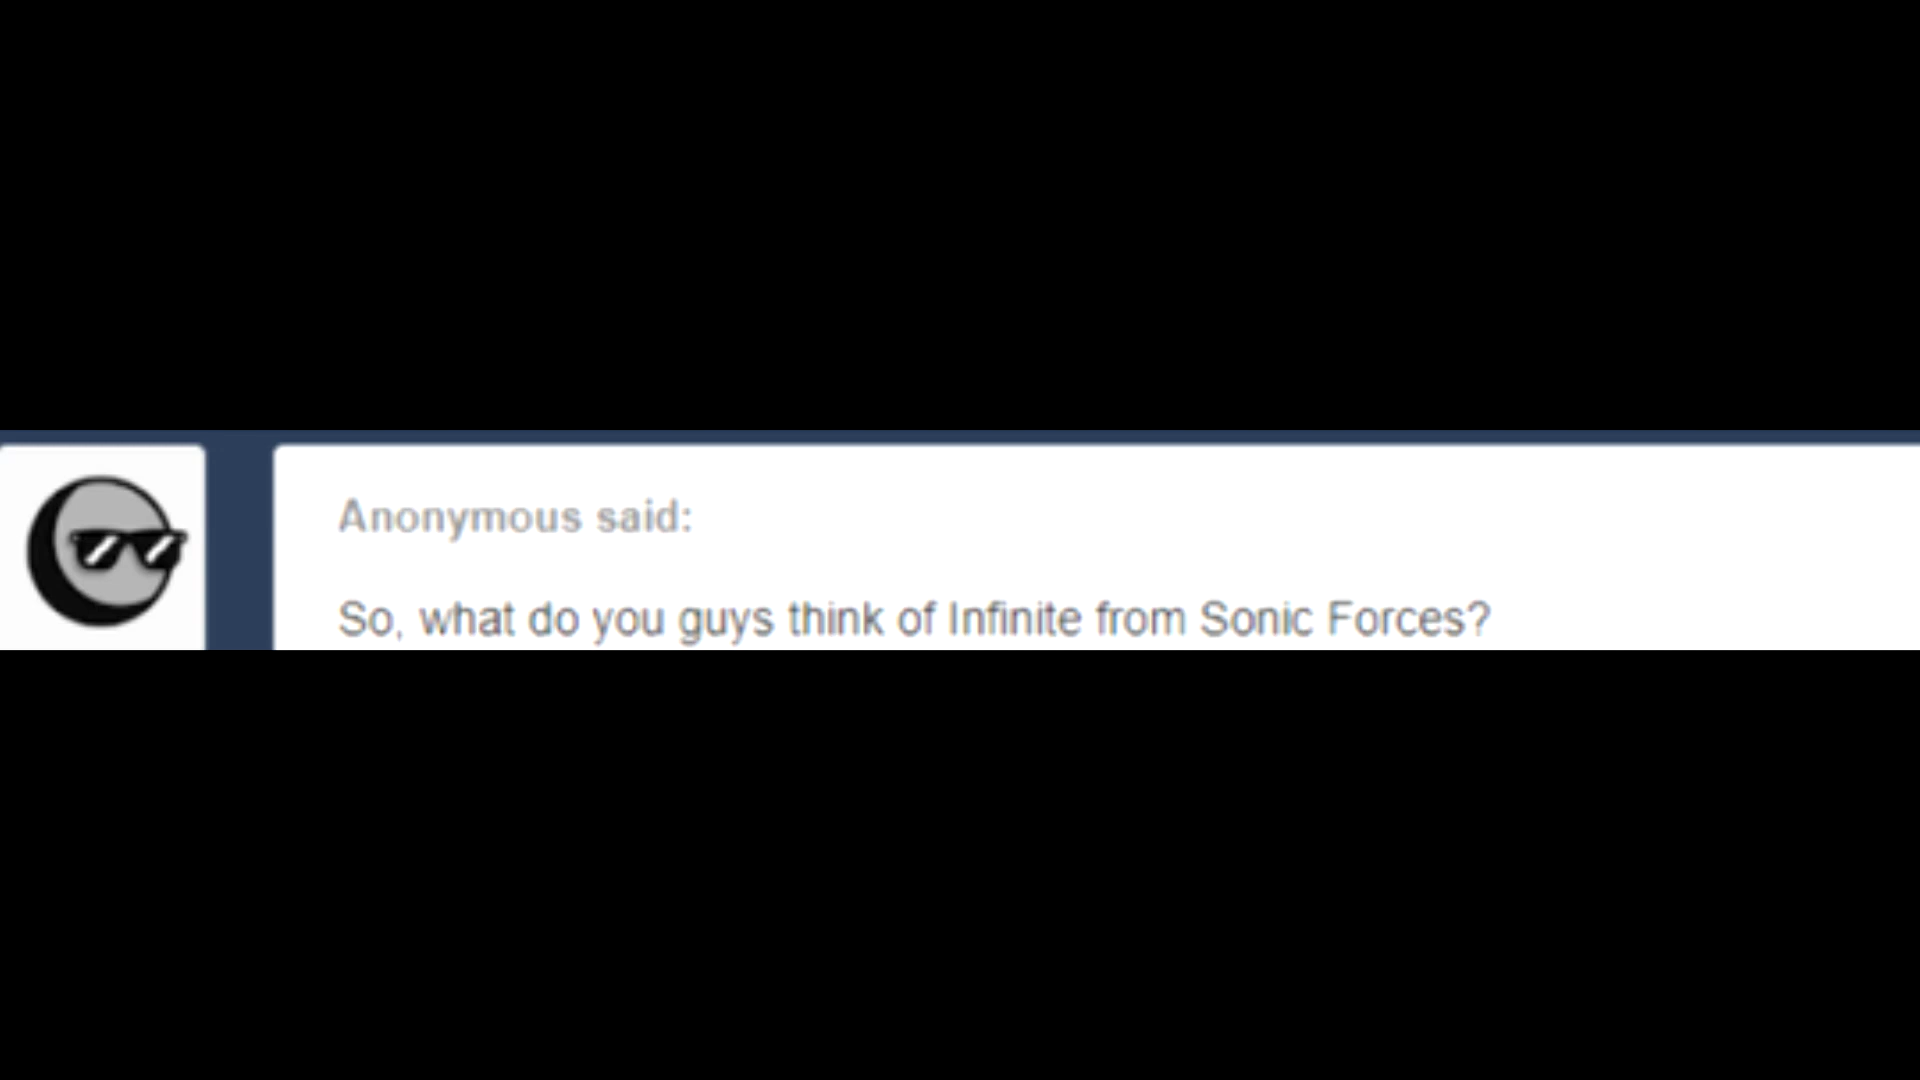 Anonymous said:
So, what do you guys think of Infinite from Sonic Forces?